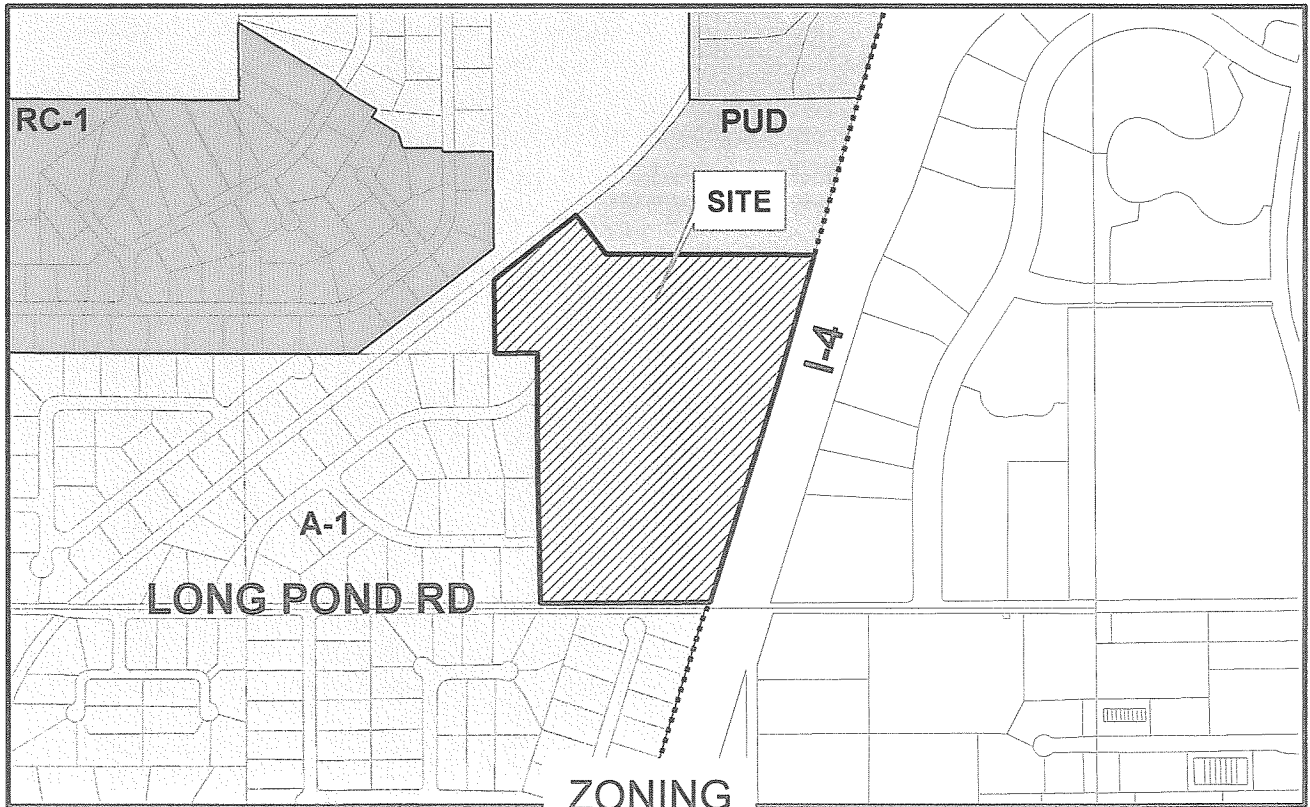 RC-1
PUD
SITE
I-4
A-1
LONG POND RD
ZONING